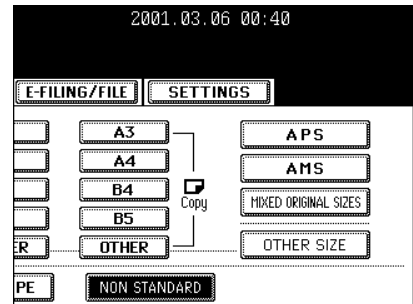 2001.03.06 00:40
E-FILING/FILE SETTINGS
A3 APS
A4 AMS
B4 Copy MIXED ORIGINAL SIZES
B5
ER OTHER OTHER SIZE
PE NON STANDARD